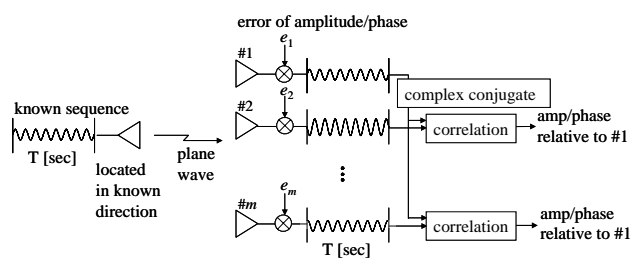 error of amplitude/phase
e1
#1
complex conjugate
known sequence
T [sec]
located
in known
direction
plane
wave
e2
#2
correlation
amp/phase
relative to #1
em
#m
T [sec]
correlation
amp/phase
relative to #1